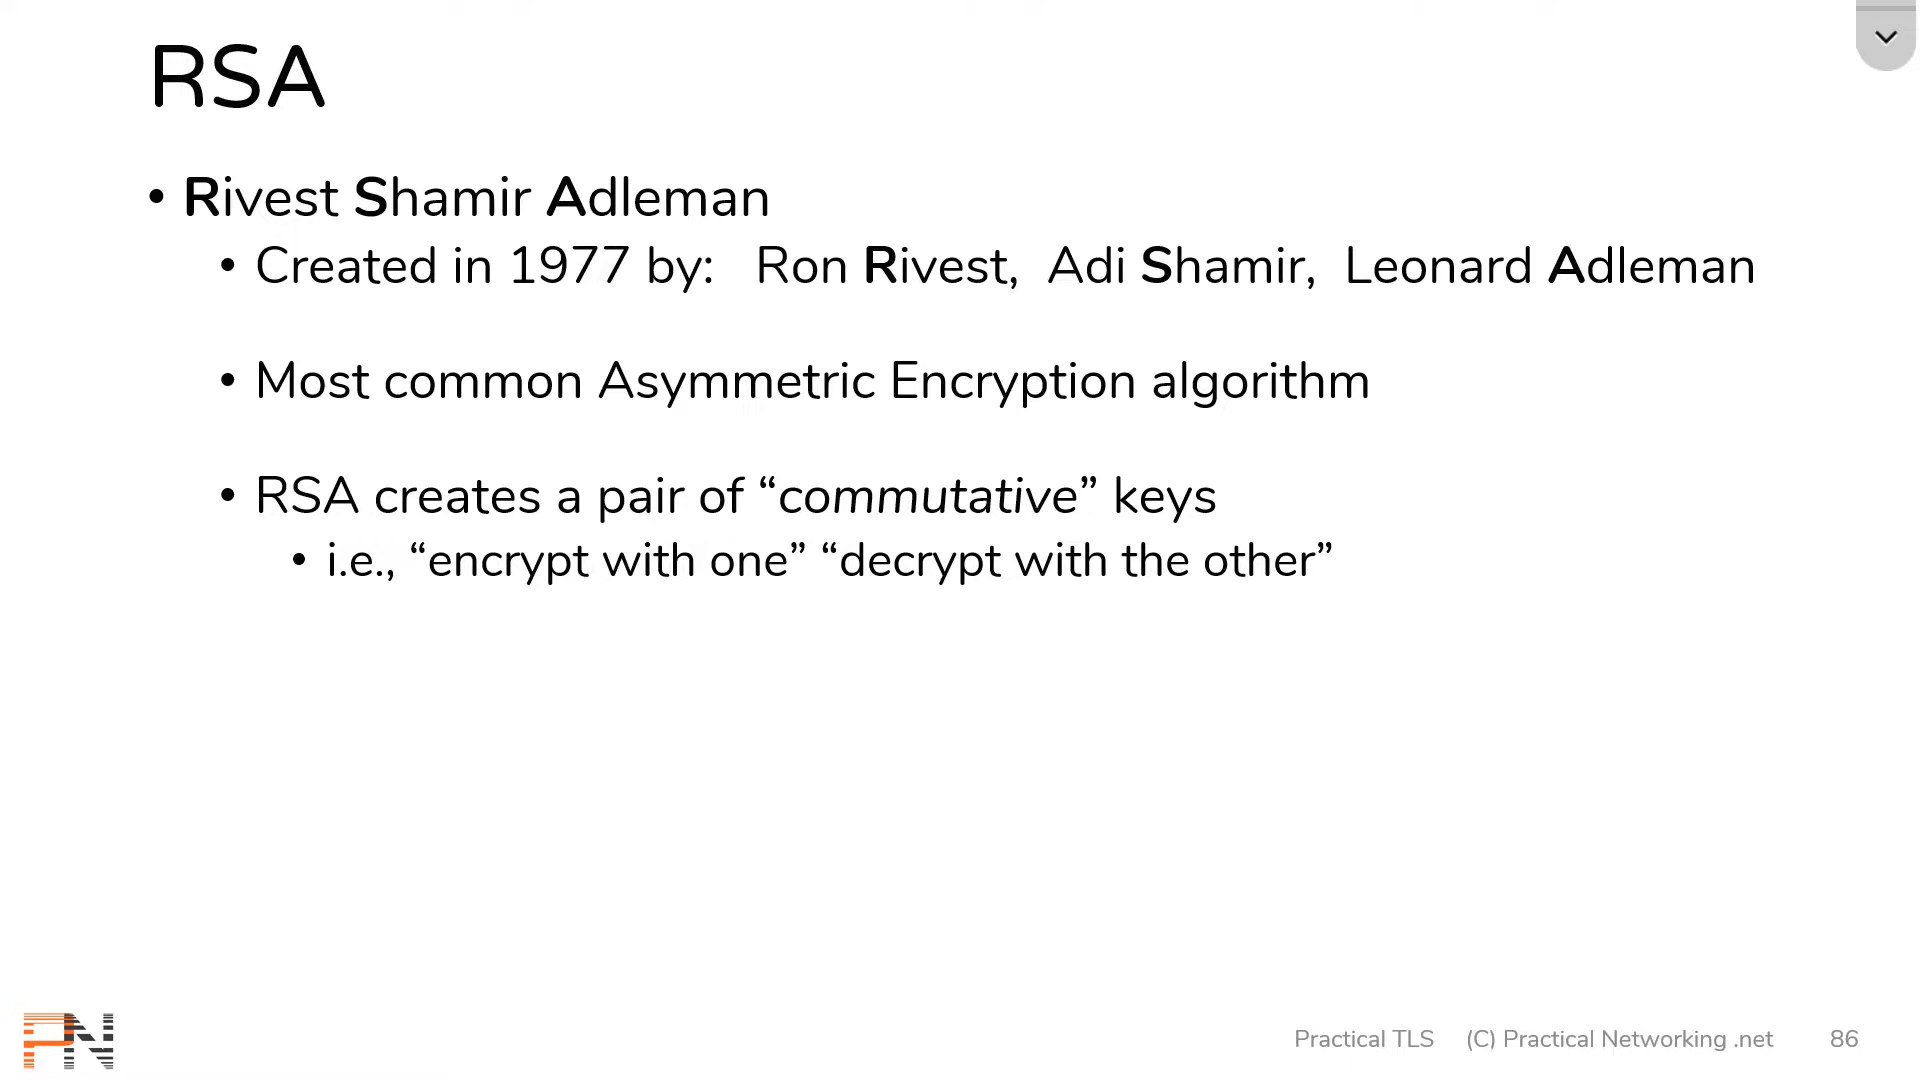 RSA
• Rivest Shamir Adleman
• Created in 1977 by: Ron Rivest, Adi Shamir, Leonard Adleman
• Most common Asymmetric Encryption algorithm
• RSA creates a pair of “commutative” keys
• i.e., “encrypt with one” “decrypt with the other”
PN
Practical TLS (C) Practical Networking .net 86